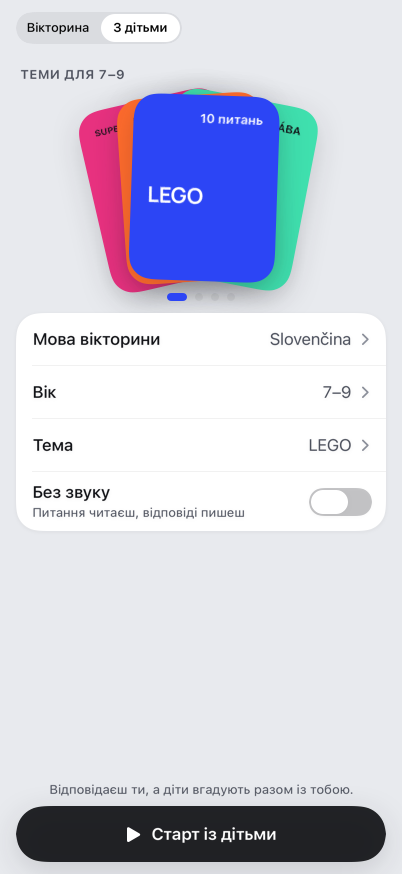 Вікторина
З дітьми
ТЕМИ ДЛЯ 7–9
10 питань
LEGO
Мова вікторини
Slovenčina
Вік
7–9
Тема
LEGO
Без звуку
Питання читаєш, відповіді пишеш
Відповідаєш ти, а діти вгадують разом із тобою.
Старт із дітьми